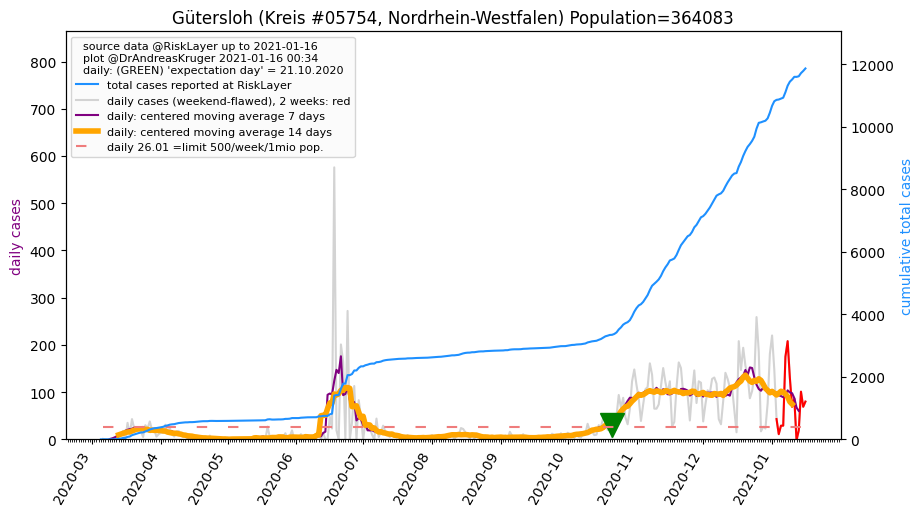 Gütersloh (Kreis #05754, Nordrhein-Westfalen) Population=364083
source data @RiskLayer up to 2021-01-16
plot @DrAndreasKruger 2021-01-16 00:34
daily: (GREEN) 'expectation day' = 21.10.2020
total cases reported at RiskLayer
daily cases (weekend-flawed), 2 weeks: red
daily: centered moving average 7 days
daily: centered moving average 14 days
daily 26.01 =limit 500/week/1mio pop.
daily cases
800
700
600
500
400
300
200
100
0
cumulative total cases
12000
10000
8000
6000
4000
2000
0
2020-03
2020-04
2020-05
2020-06
2020-07
2020-08
2020-09
2020-10
2020-11
2020-12
2021-01